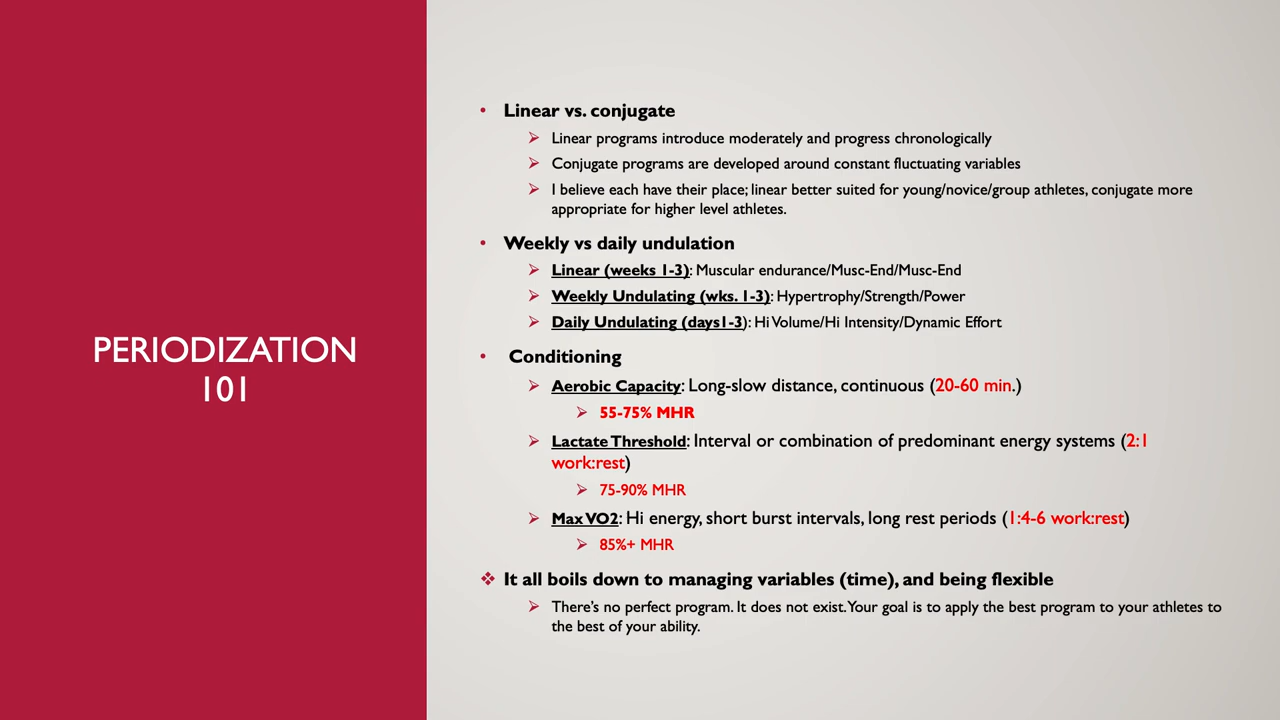 PERIODIZATION
101
• Linear vs. conjugate
➢ Linear programs introduce moderately and progress chronologically
➢ Conjugate programs are developed around constant fluctuating variables
➢ I believe each have their place; linear better suited for young/novice/group athletes, conjugate more
appropriate for higher level athletes.
• Weekly vs daily undulation
➢ Linear (weeks 1-3): Muscular endurance/Musc-End/Musc-End
➢ Weekly Undulating (wks. 1-3): Hypertrophy/Strength/Power
➢ Daily Undulating (days1-3): Hi Volume/Hi Intensity/Dynamic Effort
• Conditioning
➢ Aerobic Capacity: Long-slow distance, continuous (20-60 min.)
➢ 55-75% MHR
➢ Lactate Threshold: Interval or combination of predominant energy systems (2:1
work:rest)
➢ 75-90% MHR
➢ Max VO2: Hi energy, short burst intervals, long rest periods (1:4-6 work:rest)
➢ 85%+ MHR
❖ It all boils down to managing variables (time), and being flexible
➢ There's no perfect program. It does not exist. Your goal is to apply the best program to your athletes to
the best of your ability.